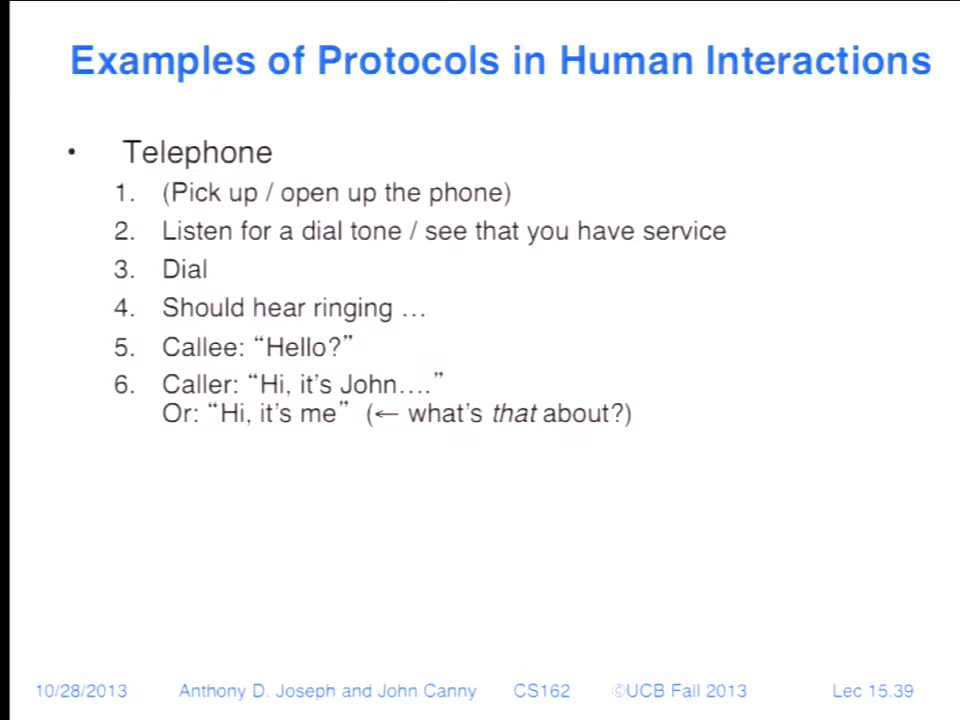 Examples of Protocols in Human Interactions
• Telephone
1. (Pick up / open up the phone)
2. Listen for a dial tone / see that you have service
3. Dial
4. Should hear ringing …
5. Callee: “Hello?”
6. Caller: “Hi, it’s John….”
Or: “Hi, it’s me” (← what’s that about?)
10/28/2013 Anthony D. Joseph and John Canny CS162 ©UCB Fall 2013 Lec 15.39